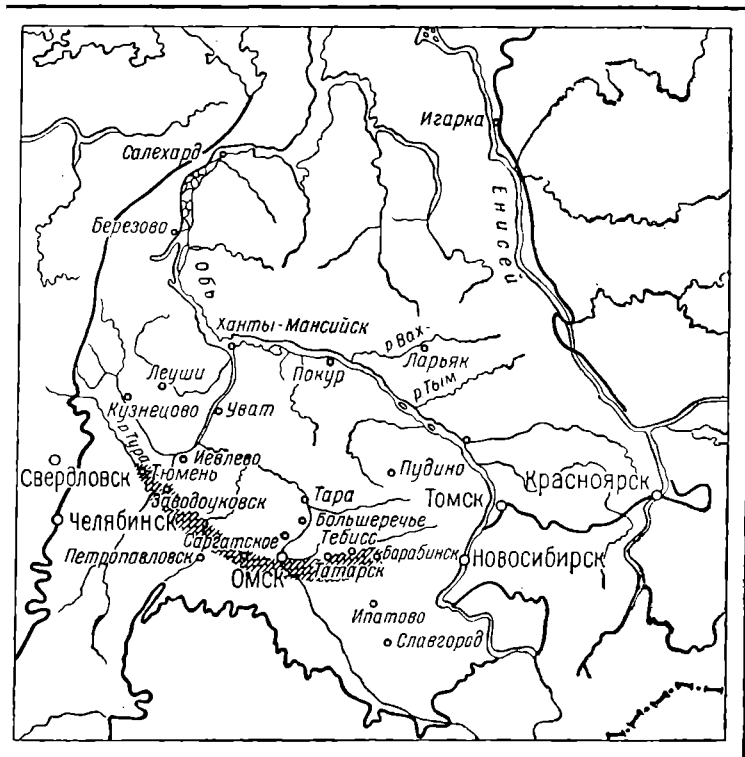 Игарка
Салехард
Енисей
Березово
Обь
Ханты-Мансийск
р. Вах
Ларьяк
Леуши
Покур
р. Тым
Кузнецово
Уват
р. Тура
Иевлево
Свердловск
Тюмень
Пудино
Красноярск
Заводоуковск
Тара
Томск
Челябинск
Большеречье
Саргатское
Тебисс
Петропавловск
Барабинск
Новосибирск
Омск
Татарск
Ипатово
Славгород